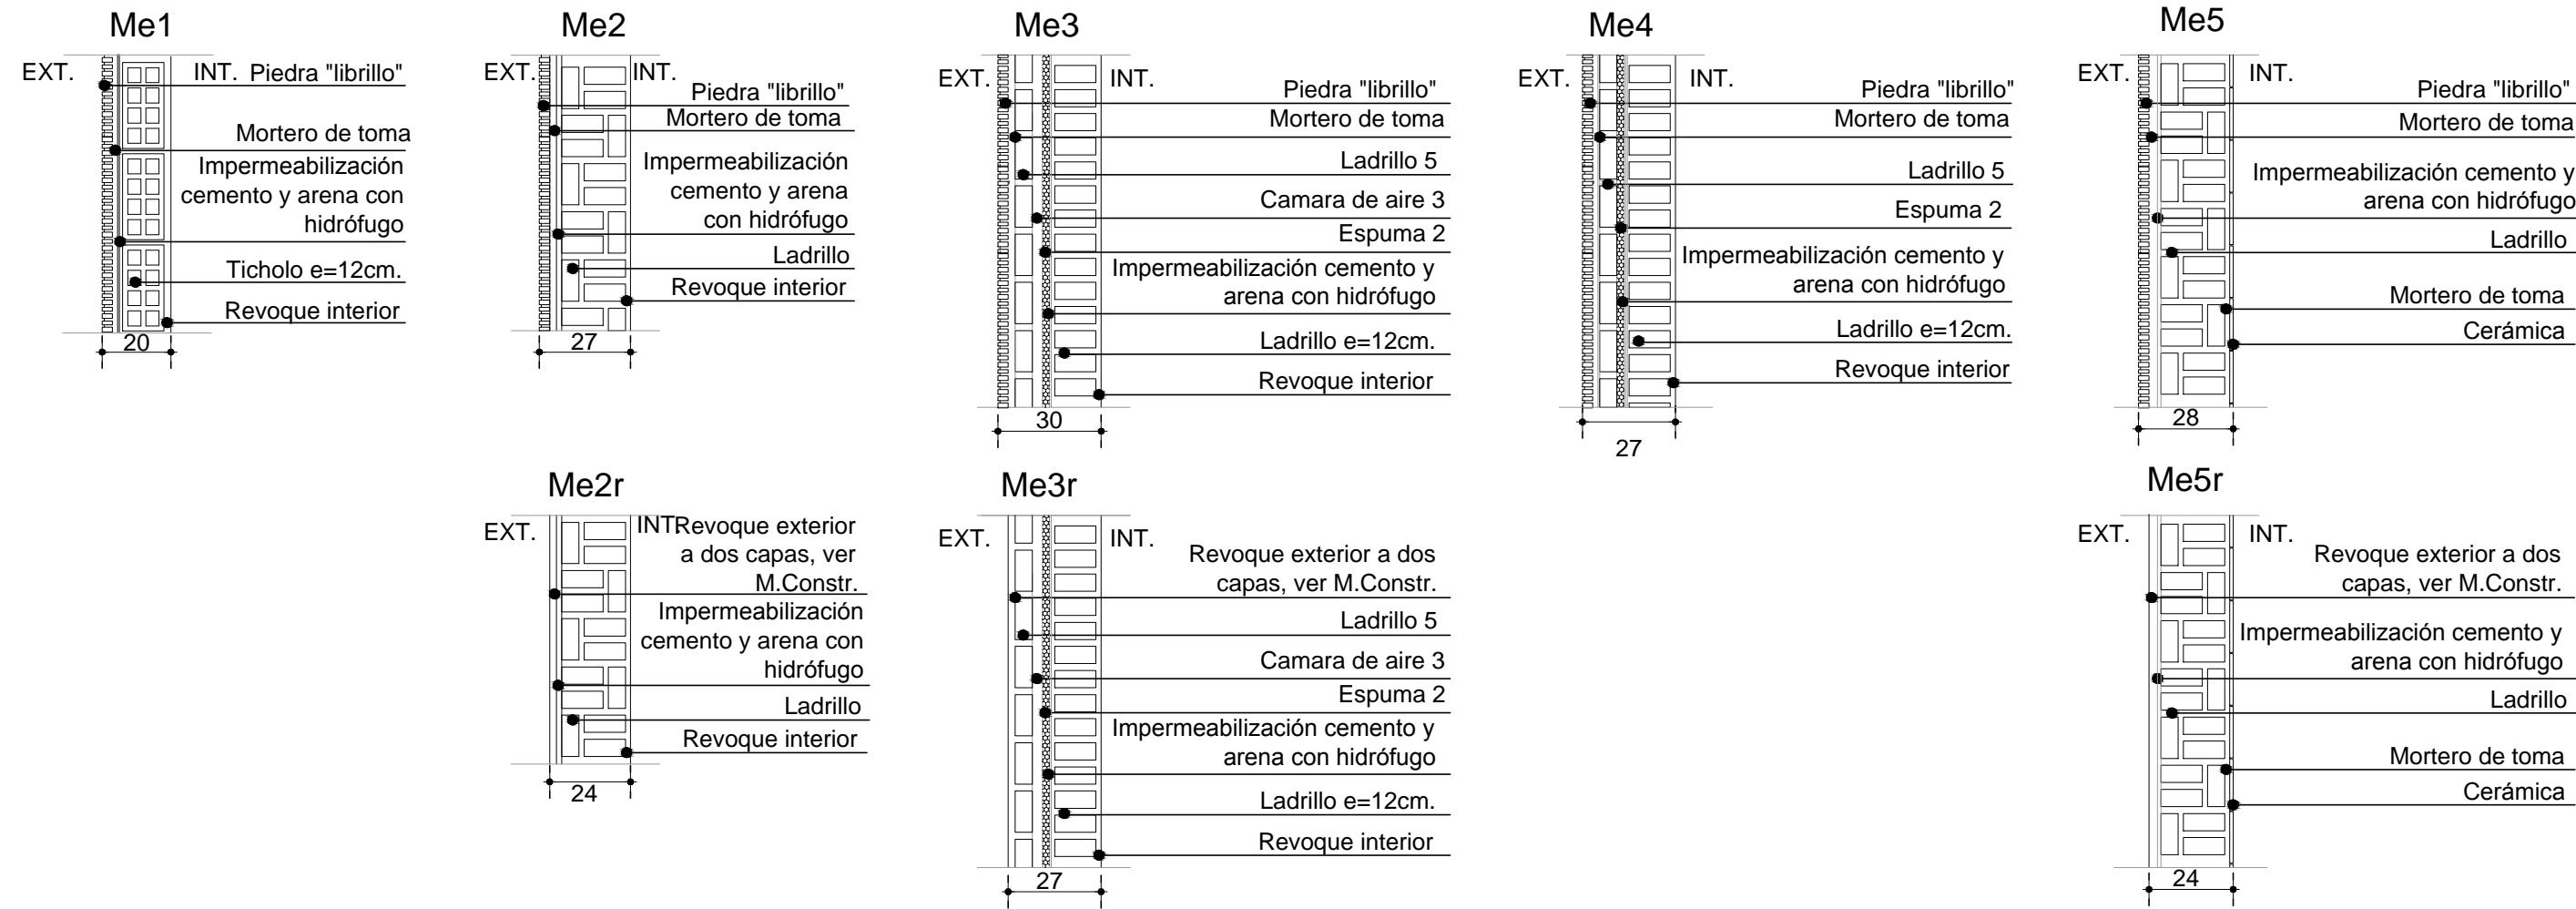 Me1
EXT.
INT.
Piedra "librillo"
Mortero de toma
Impermeabilización
cemento y arena con
hidrófugo
Ticholo e=12cm.
Revoque interior
20
Me2
EXT.
INT.
Piedra "librillo"
Mortero de toma
Impermeabilización
cemento y arena
con hidrófugo
Ladrillo
Revoque interior
27
Me3
EXT.
INT.
Piedra "librillo"
Mortero de toma
Ladrillo 5
Camara de aire 3
Espuma 2
Impermeabilización cemento y
arena con hidrófugo
Ladrillo e=12cm.
Revoque interior
30
Me4
EXT.
INT.
Piedra "librillo"
Mortero de toma
Ladrillo 5
Espuma 2
Impermeabilización cemento y
arena con hidrófugo
Ladrillo e=12cm.
Revoque interior
27
Me5
EXT.
INT.
Piedra "librillo"
Mortero de toma
Impermeabilización cemento y
arena con hidrófugo
Ladrillo
Mortero de toma
Cerámica
28
Me2r
EXT.
INT.
Revoque exterior
a dos capas, ver
M.Constr.
Impermeabilización
cemento y arena con
hidrófugo
Ladrillo
Revoque interior
24
Me3r
EXT.
INT.
Revoque exterior a dos
capas, ver M.Constr.
Ladrillo 5
Camara de aire 3
Espuma 2
Impermeabilización cemento y
arena con hidrófugo
Ladrillo e=12cm.
Revoque interior
27
Me5r
EXT.
INT.
Revoque exterior a dos
capas, ver M.Constr.
Impermeabilización cemento y
arena con hidrófugo
Ladrillo
Mortero de toma
Cerámica
24